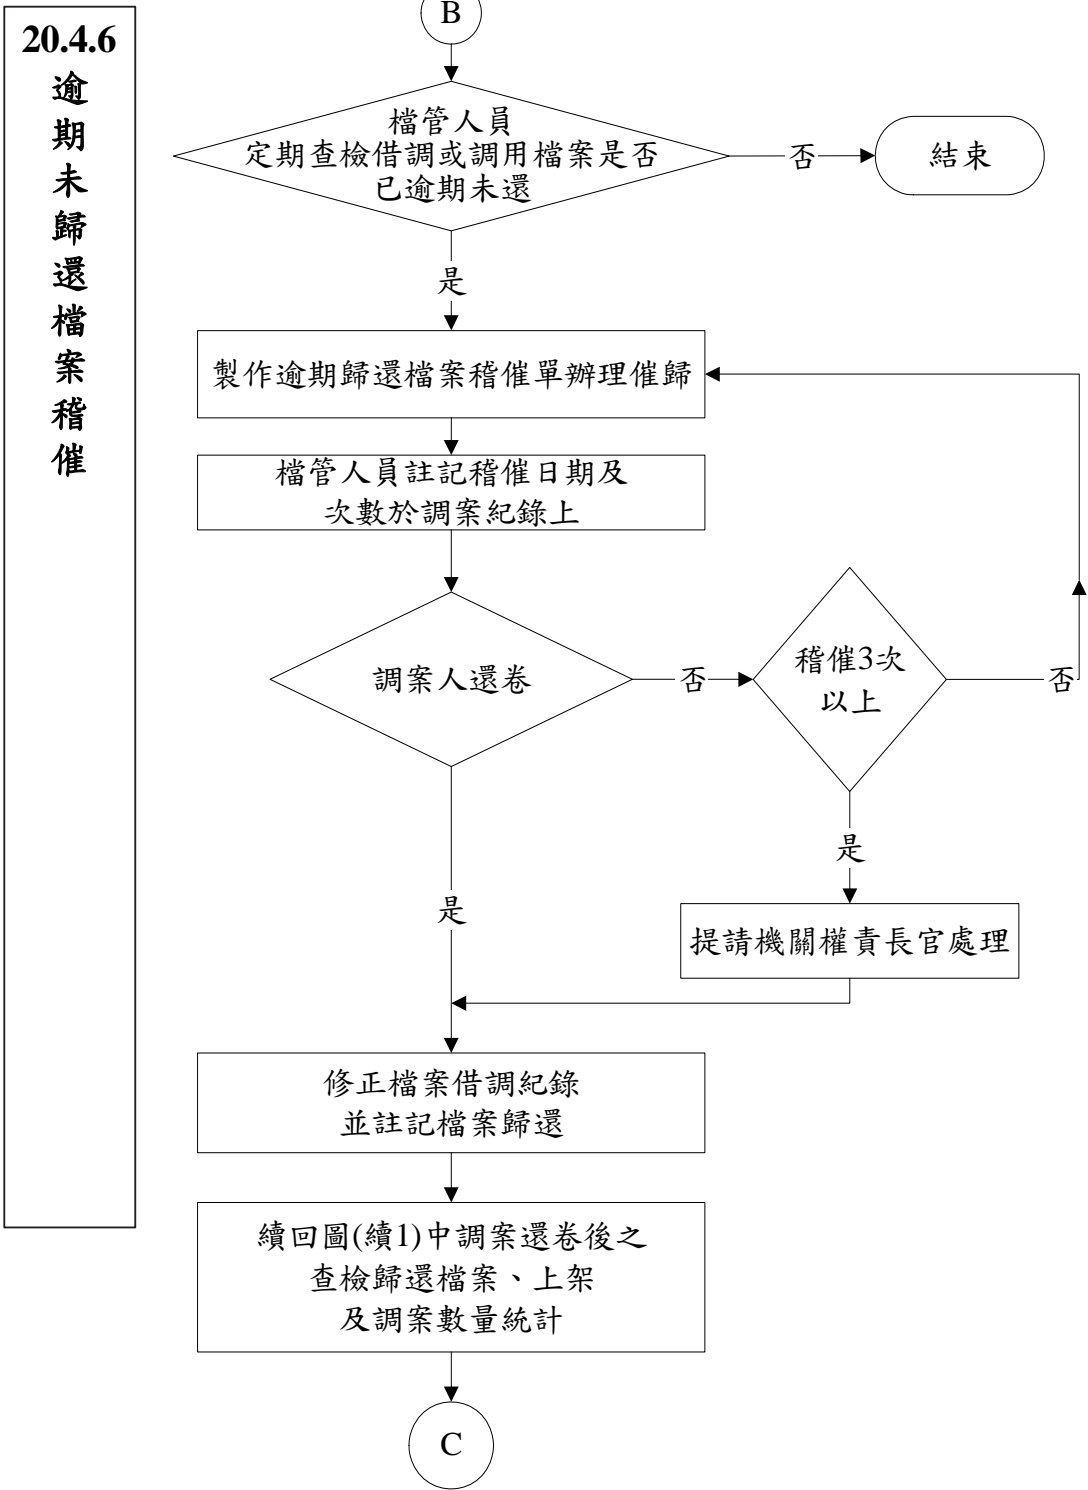 20.4.6
逾期未歸還檔案稽催
B
檔管人員
定期查檢借調或調用檔案是否
已逾期未還
否
結束
是
製作逾期歸還檔案稽催單辦理催歸
檔管人員註記稽催日期及
次數於調案紀錄上
調案人還卷
否
稽催3次
以上
否
是
是
提請機關權責長官處理
修正檔案借調紀錄
並註記檔案歸還
續回圖(續1)中調案還卷後之
查檢歸還檔案、上架
及調案數量統計
C